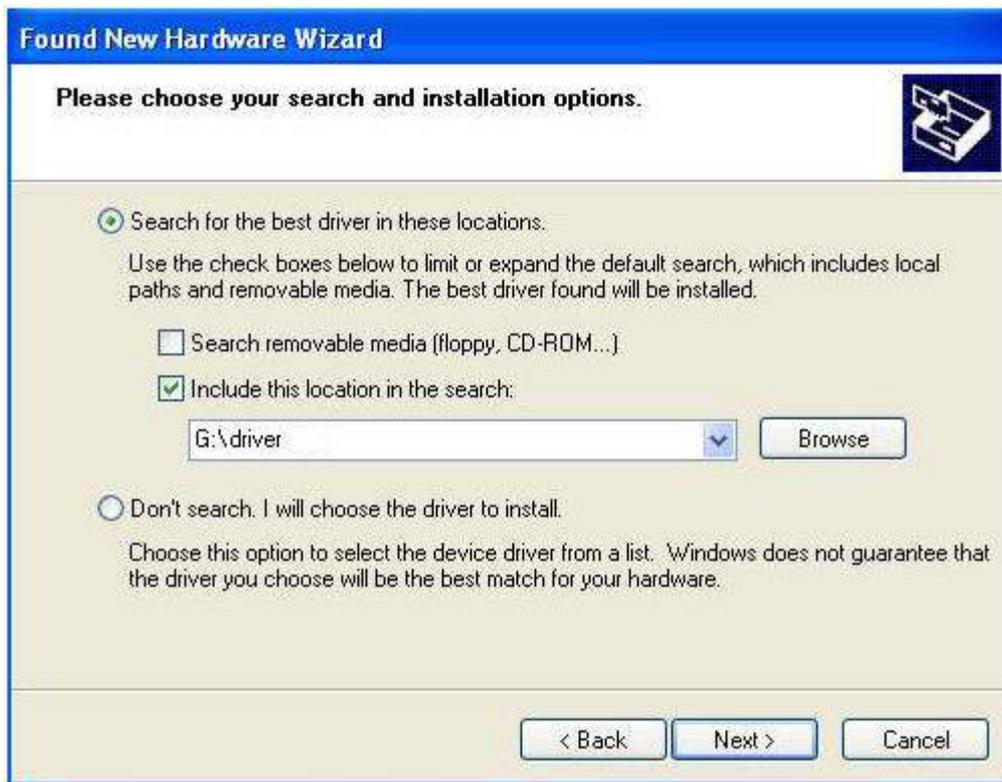 Found New Hardware Wizard
Please choose your search and installation options.
Search for the best driver in these locations.
Use the check boxes below to limit or expand the default search, which includes local
paths and removable media. The best driver found will be installed.
Search removable media (floppy, CD-ROM...)
Include this location in the search:
G:\driver
Browse
Don't search. I will choose the driver to install.
Choose this option to select the device driver from a list. Windows does not guarantee that
the driver you choose will be the best match for your hardware.
< Back
Next >
Cancel